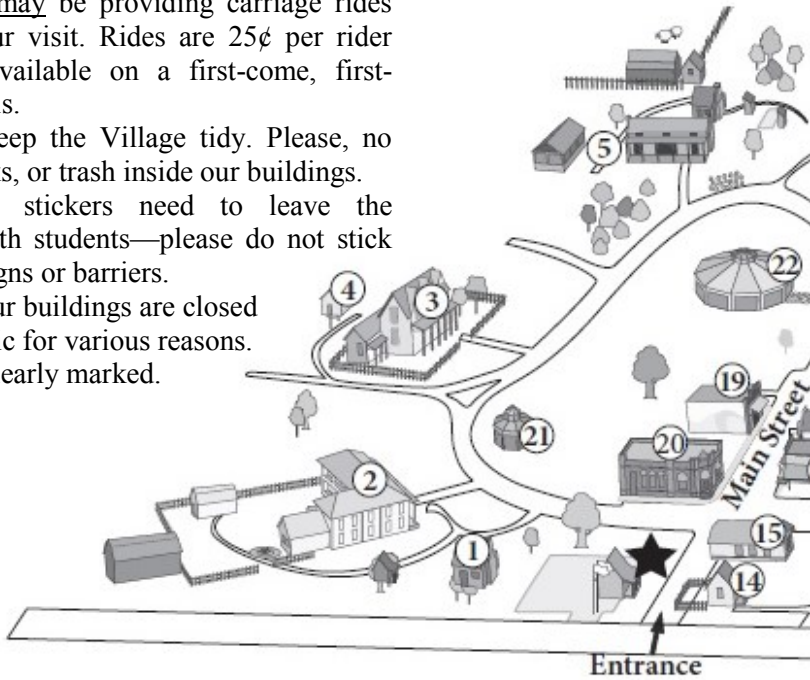 may be providing carriage rides
ur visit. Rides are 25¢ per rider
vailable on a first-come, first-
s.
eep the Village tidy. Please, no
ks, or trash inside our buildings.
stickers need to leave the
th students—please do not stick
gns or barriers.
ur buildings are closed
ic for various reasons.
early marked.
5
22
4
3
19
21
20
Main Street
2
1
15
14
Entrance